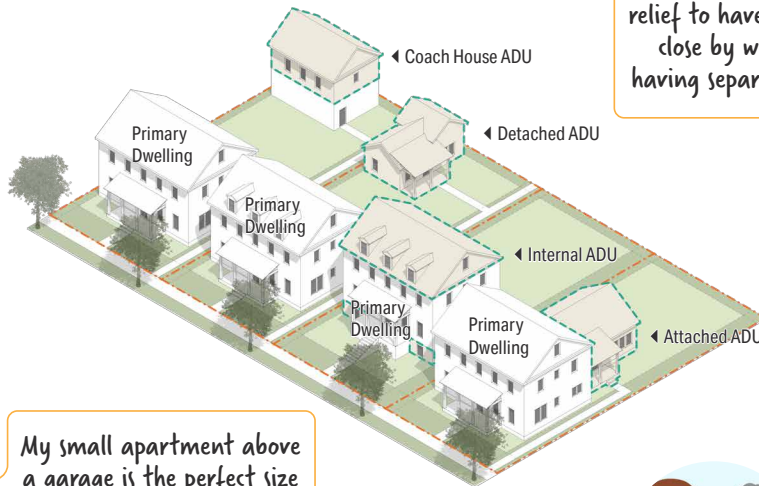 relief to have
close by w
having separ
Coach House ADU
Detached ADU
Primary
Dwelling
Primary
Dwelling
Internal ADU
Primary
Dwelling
Primary
Dwelling
Attached ADU
My small apartment above
a garage is the perfect size